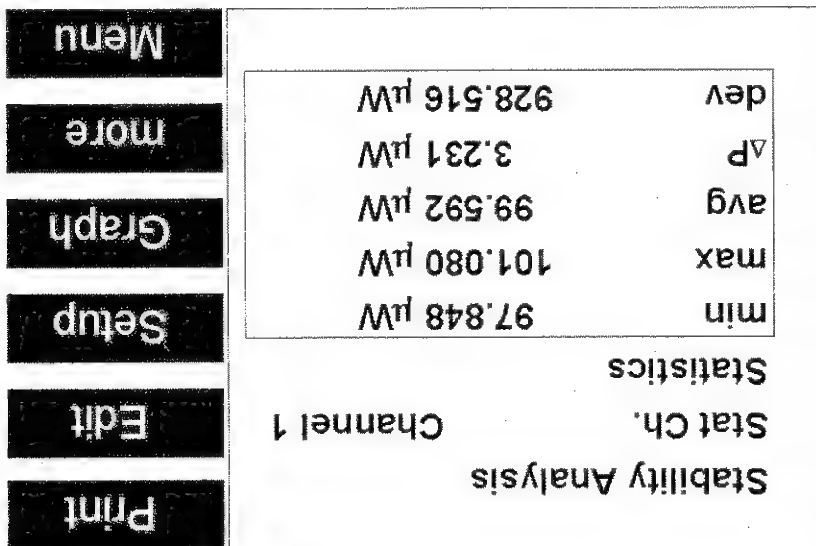 Stability Analysis
Stat Ch. Channel 1
Statistics
min 97.848 µW
max 101.080 µW
avg 99.592 µW
ΔP 3.231 µW
dev 928.516 µW
Print
Edit
Setup
Graph
more
Menu